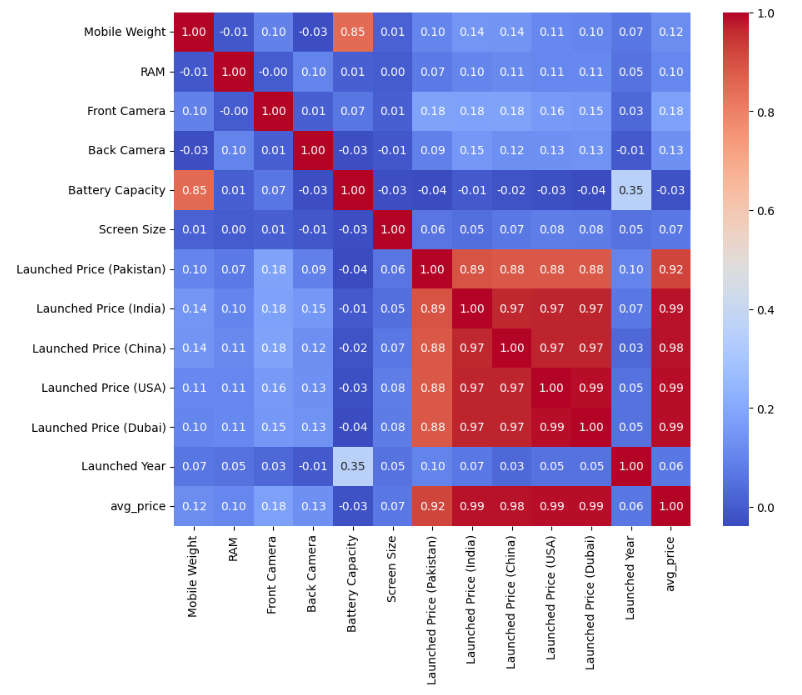 Mobile Weight 1.00 -0.01 0.10 -0.03 0.85 0.01 0.10 0.14 0.14 0.11 0.10 0.07 0.12
RAM -0.01 1.00 -0.00 0.10 0.01 0.00 0.07 0.10 0.11 0.11 0.11 0.05 0.10
Front Camera 0.10 -0.00 1.00 0.01 0.07 0.01 0.18 0.18 0.18 0.16 0.15 0.03 0.18
Back Camera -0.03 0.10 0.01 1.00 -0.03 -0.01 0.09 0.15 0.12 0.13 0.13 -0.01 0.13
Battery Capacity 0.85 0.01 0.07 -0.03 1.00 -0.03 -0.04 -0.01 -0.02 -0.03 -0.04 0.35 -0.03
Screen Size 0.01 0.00 0.01 -0.01 -0.03 1.00 0.06 0.05 0.07 0.08 0.08 0.05 0.07
Launched Price (Pakistan) 0.10 0.07 0.18 0.09 -0.04 0.06 1.00 0.89 0.88 0.88 0.88 0.10 0.92
Launched Price (India) 0.14 0.10 0.18 0.15 -0.01 0.05 0.89 1.00 0.97 0.97 0.97 0.07 0.99
Launched Price (China) 0.14 0.11 0.18 0.12 -0.02 0.07 0.88 0.97 1.00 0.97 0.97 0.03 0.98
Launched Price (USA) 0.11 0.11 0.16 0.13 -0.03 0.08 0.88 0.97 0.97 1.00 0.99 0.05 0.99
Launched Price (Dubai) 0.10 0.11 0.15 0.13 -0.04 0.08 0.88 0.97 0.97 0.99 1.00 0.05 0.99
Launched Year 0.07 0.05 0.03 -0.01 0.35 0.05 0.10 0.07 0.03 0.05 0.05 1.00 0.06
avg_price 0.12 0.10 0.18 0.13 -0.03 0.07 0.92 0.99 0.98 0.99 0.99 0.06 1.00
Mobile Weight
RAM
Front Camera
Back Camera
Battery Capacity
Screen Size
Launched Price (Pakistan)
Launched Price (India)
Launched Price (China)
Launched Price (USA)
Launched Price (Dubai)
Launched Year
avg_price
1.0
0.8
0.6
0.4
0.2
0.0